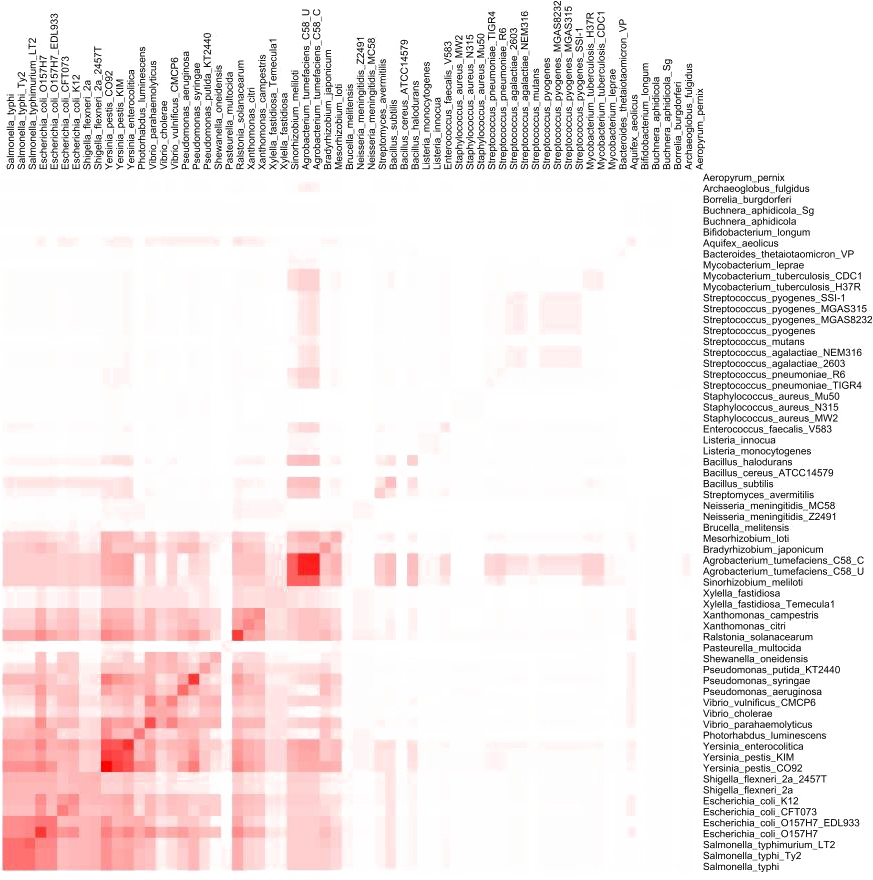 Salmonella_typhi
Salmonella_typhi_Ty2
Salmonella_typhimurium_LT2
Escherichia_coli_O157H7
Escherichia_coli_O157H7_EDL933
Escherichia_coli_CFT073
Escherichia_coli_K12
Shigella_flexneri_2a
Shigella_flexneri_2a_2457T
Yersinia_pestis_CO92
Yersinia_pestis_KIM
Yersinia_enterocolitica
Photorhabdus_luminescens
Vibrio_parahaemolyticus
Vibrio_cholerae
Vibrio_vulnificus_CMCP6
Pseudomonas_aeruginosa
Pseudomonas_syringae
Pseudomonas_putida_KT2440
Shewanella_oneidensis
Pasteurella_multocida
Ralstonia_solanacearum
Xanthomonas_citri
Xanthomonas_campestris
Xylella_fastidiosa_Temecula1
Xylella_fastidiosa
Sinorhizobium_meliloti
Agrobacterium_tumefaciens_C58_U
Agrobacterium_tumefaciens_C58_C
Bradyrhizobium_japonicum
Mesorhizobium_loti
Brucella_melitensis
Neisseria_meningitidis_Z2491
Neisseria_meningitidis_MC58
Streptomyces_avermitilis
Bacillus_subtilis
Bacillus_cereus_ATCC14579
Bacillus_halodurans
Listeria_monocytogenes
Listeria_innocua
Enterococcus_faecalis_V583
Staphylococcus_aureus_MW2
Staphylococcus_aureus_N315
Staphylococcus_aureus_Mu50
Streptococcus_pneumoniae_TIGR4
Streptococcus_pneumoniae_R6
Streptococcus_agalactiae_2603
Streptococcus_agalactiae_NEM316
Streptococcus_mutans
Streptococcus_pyogenes
Streptococcus_pyogenes_MGAS8232
Streptococcus_pyogenes_MGAS315
Streptococcus_pyogenes_SSI-1
Mycobacterium_tuberculosis_H37R
Mycobacterium_tuberculosis_CDC1
Mycobacterium_leprae
Bacteroides_thetaiotaomicron_VP
Aquifex_aeolicus
Bifidobacterium_longum
Buchnera_aphidicola
Buchnera_aphidicola_Sg
Borrelia_burgdorferi
Archaeoglobus_fulgidus
Aeropyrum_pernix
Aeropyrum_pernix
Archaeoglobus_fulgidus
Borrelia_burgdorferi
Buchnera_aphidicola_Sg
Buchnera_aphidicola
Bifidobacterium_longum
Aquifex_aeolicus
Bacteroides_thetaiotaomicron_VP
Mycobacterium_leprae
Mycobacterium_tuberculosis_CDC1
Mycobacterium_tuberculosis_H37R
Streptococcus_pyogenes_SSI-1
Streptococcus_pyogenes_MGAS315
Streptococcus_pyogenes_MGAS8232
Streptococcus_pyogenes
Streptococcus_mutans
Streptococcus_agalactiae_NEM316
Streptococcus_agalactiae_2603
Streptococcus_pneumoniae_R6
Streptococcus_pneumoniae_TIGR4
Staphylococcus_aureus_Mu50
Staphylococcus_aureus_N315
Staphylococcus_aureus_MW2
Enterococcus_faecalis_V583
Listeria_innocua
Listeria_monocytogenes
Bacillus_halodurans
Bacillus_cereus_ATCC14579
Bacillus_subtilis
Streptomyces_avermitilis
Neisseria_meningitidis_MC58
Neisseria_meningitidis_Z2491
Brucella_melitensis
Mesorhizobium_loti
Bradyrhizobium_japonicum
Agrobacterium_tumefaciens_C58_C
Agrobacterium_tumefaciens_C58_U
Sinorhizobium_meliloti
Xylella_fastidiosa
Xylella_fastidiosa_Temecula1
Xanthomonas_campestris
Xanthomonas_citri
Ralstonia_solanacearum
Pasteurella_multocida
Shewanella_oneidensis
Pseudomonas_putida_KT2440
Pseudomonas_syringae
Pseudomonas_aeruginosa
Vibrio_vulnificus_CMCP6
Vibrio_cholerae
Vibrio_parahaemolyticus
Photorhabdus_luminescens
Yersinia_enterocolitica
Yersinia_pestis_KIM
Yersinia_pestis_CO92
Shigella_flexneri_2a_2457T
Shigella_flexneri_2a
Escherichia_coli_K12
Escherichia_coli_CFT073
Escherichia_coli_O157H7_EDL933
Escherichia_coli_O157H7
Salmonella_typhimurium_LT2
Salmonella_typhi_Ty2
Salmonella_typhi